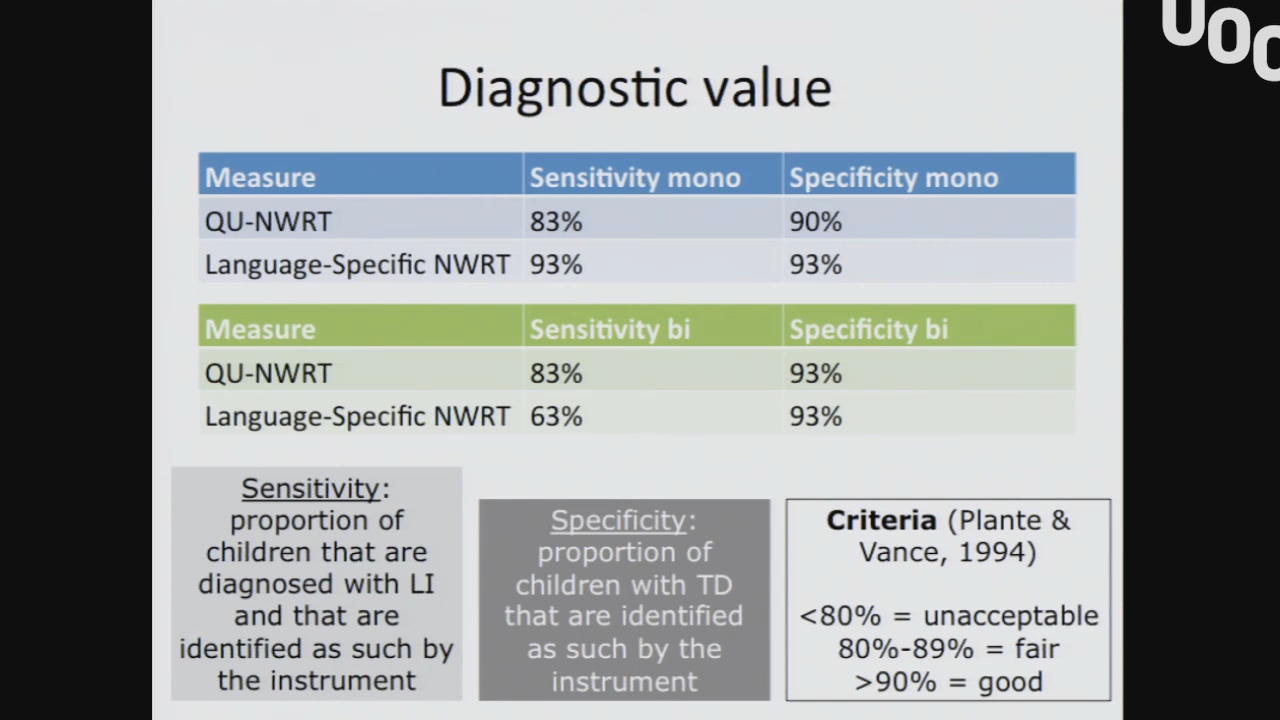 UOC
Diagnostic value
Measure Sensitivity mono Specificity mono
QU-NWRT 83% 90%
Language-Specific NWRT 93% 93%
Measure Sensitivity bi Specificity bi
QU-NWRT 83% 93%
Language-Specific NWRT 63% 93%
Sensitivity:
proportion of
children that are
diagnosed with LI
and that are
identified as such by
the instrument
Specificity:
proportion of
children with TD
that are identified
as such by the
instrument
Criteria (Plante &
Vance, 1994)
<80% = unacceptable
80%-89% = fair
>90% = good